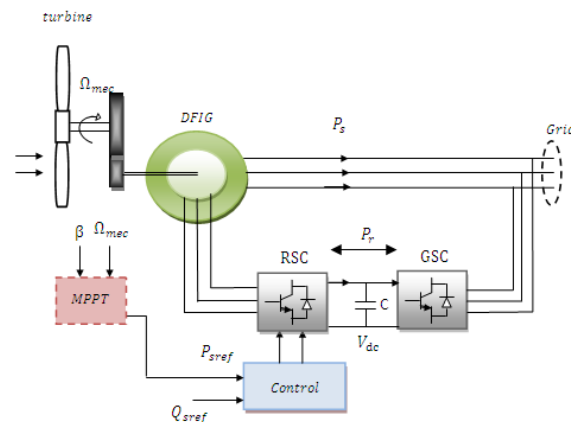 turbine
Ω_mec
DFIG
P_s
Grid
β Ω_mec
P_r
RSC
GSC
MPPT
C
V_dc
P_sref
Control
Q_sref